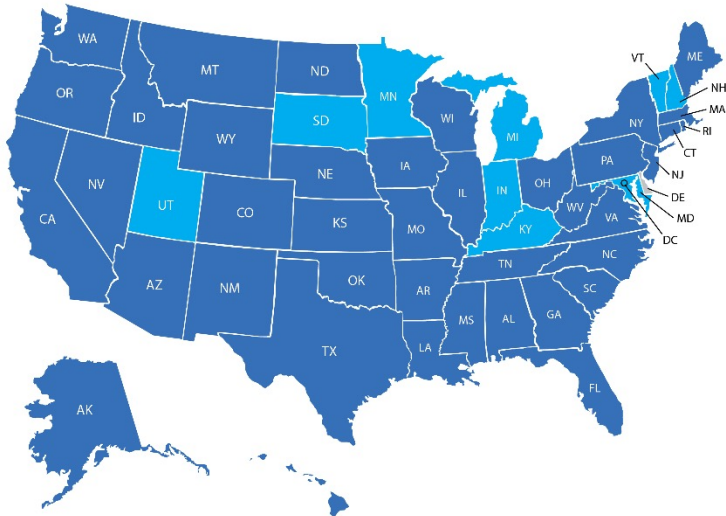 WA
ME
VT
MT
ND
MN
NH
OR
MA
ID
SD
WI
NY
RI
WY
MI
CT
IA
PA
NJ
NE
NV
OH
IN
DE
UT
IL
CA
CO
WV
VA
MD
KS
MO
KY
DC
NC
TN
AZ
OK
NM
AR
SC
MS
AL
GA
TX
LA
FL
AK